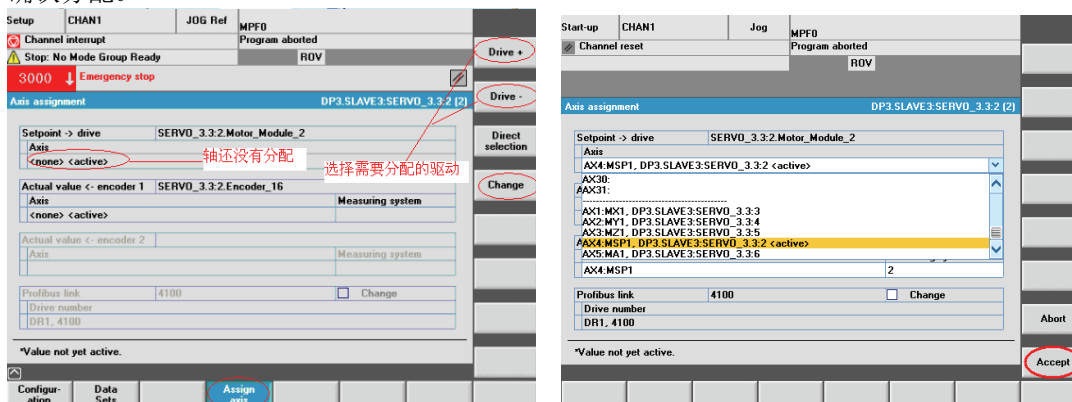 确认分配。
Setup CHAN1 JOG Ref MPF0
Channel interrupt Program aborted
Stop: No Mode Group Ready ROV
3000 Emergency stop
Axis assignment DP3.SLAVE3:SERVO_3.3:2 (2)
Setpoint -> drive SERVO_3.3:2.Motor_Module_2
Axis
<none> <active>
轴还没有分配
选择需要分配的驱动
Actual value <- encoder 1 SERVO_3.3:2.Encoder_16
Axis Measuring system
<none> <active>
Actual value <- encoder 2
Axis Measuring system
Profibus link 4100 Change
Drive number
DR1, 4100
*Value not yet active.
Drive +
Drive -
Direct
selection
Change
Configur-
ation
Data
Sets
Assign
axis
Start-up CHAN1 Jog MPF0
Channel reset Program aborted
ROV
Axis assignment DP3.SLAVE3:SERVO_3.3:2 (2)
Setpoint -> drive SERVO_3.3:2.Motor_Module_2
Axis
AX4:MSP1, DP3.SLAVE3:SERVO_3.3:2 <active>
AX30:
AX31:
AX1:MX1, DP3.SLAVE3:SERVO_3.3:3
AX2:MY1, DP3.SLAVE3:SERVO_3.3:4
AX3:MZ1, DP3.SLAVE3:SERVO_3.3:5
AX4:MSP1, DP3.SLAVE3:SERVO_3.3:2 <active>
AX5:MA1, DP3.SLAVE3:SERVO_3.3:6
AX4:MSP1 2
Profibus link 4100 Change
Drive number
DR1, 4100
*Value not yet active.
Abort
Accept